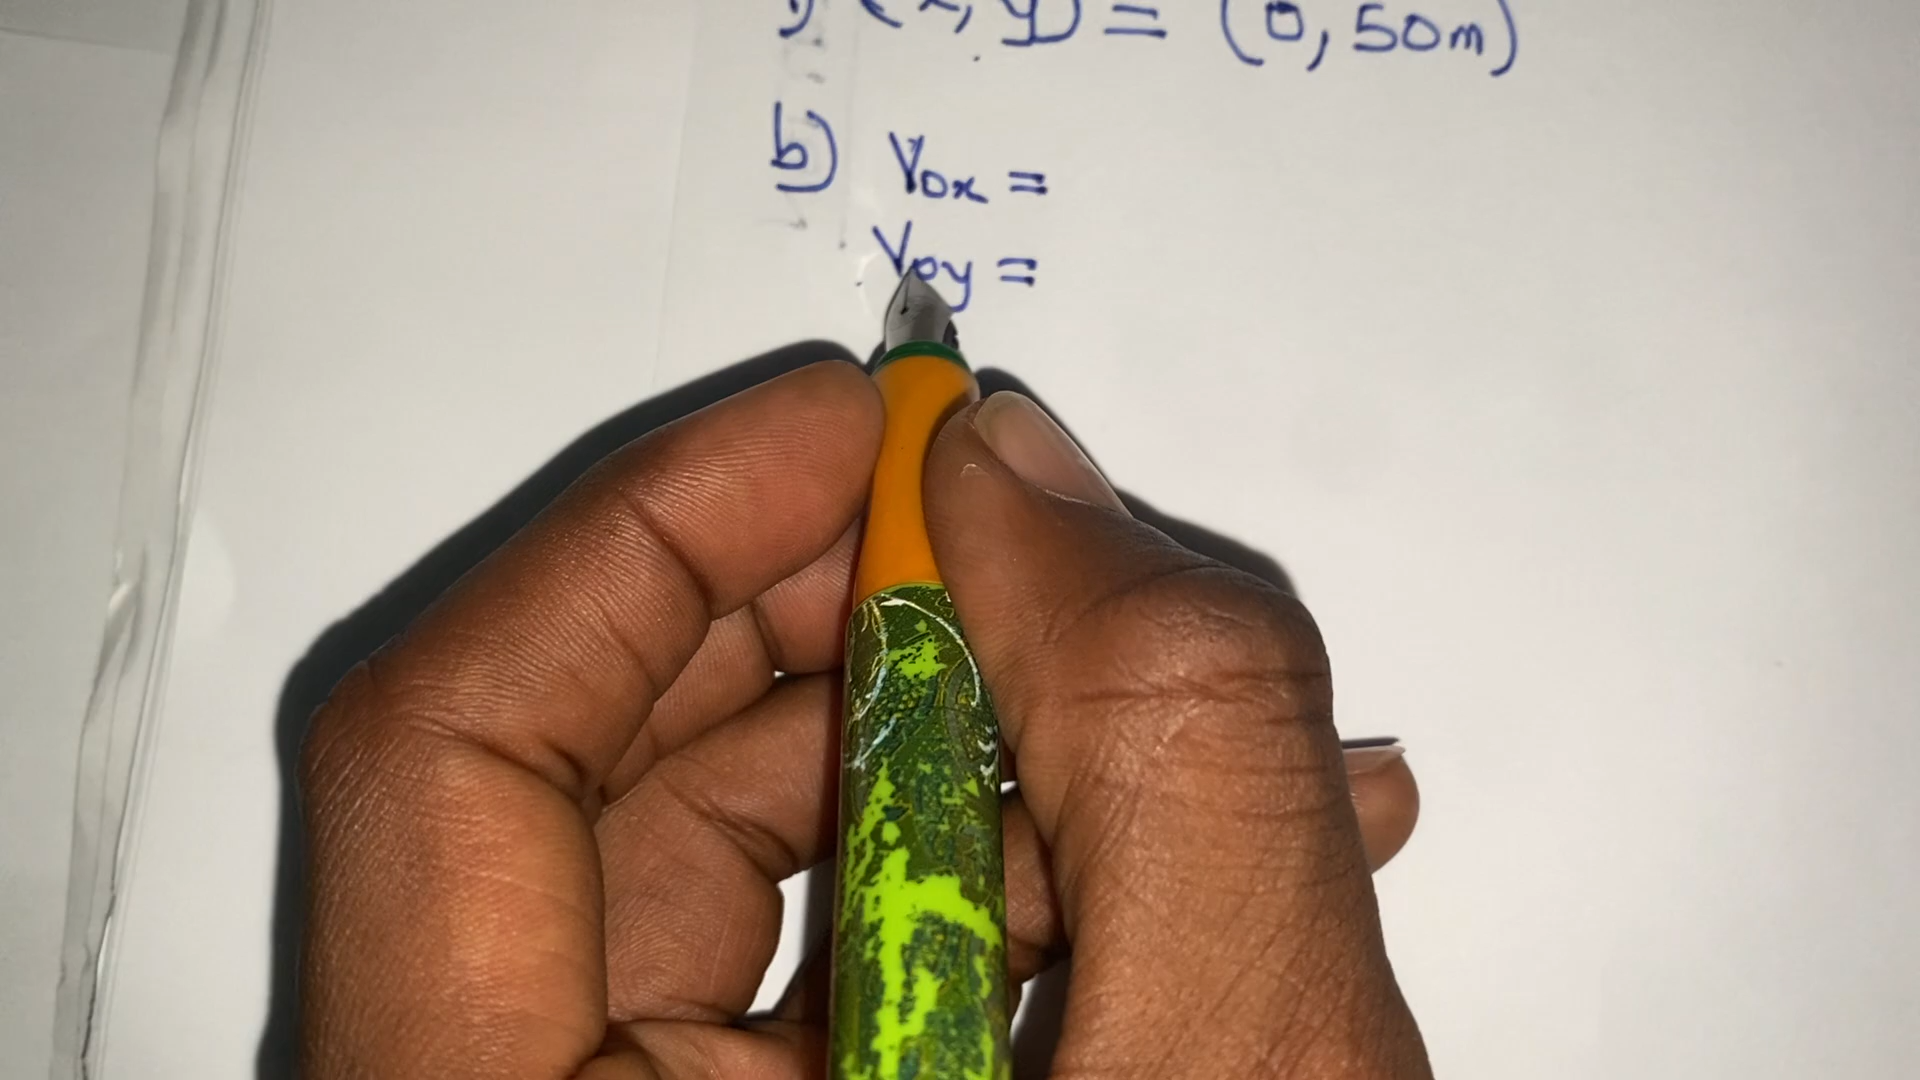 (x, y) = (0, 50m)
b) Vox =
Voy =